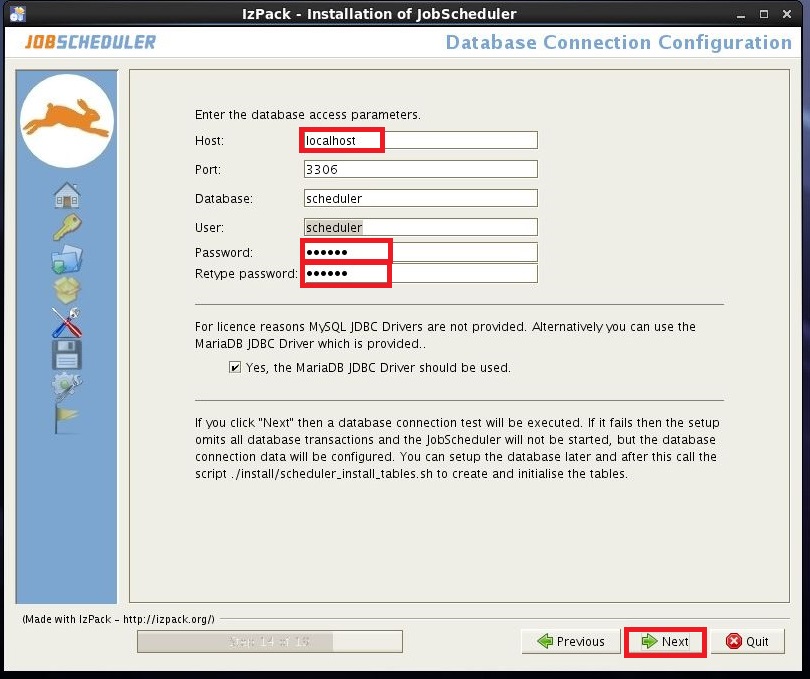 IzPack - Installation of JobScheduler
JOBSCHEDULER
Database Connection Configuration
Enter the database access parameters.
Host: localhost
Port: 3306
Database: scheduler
User: scheduler
Password: ••••••
Retype password: ••••••
For licence reasons MySQL JDBC Drivers are not provided. Alternatively you can use the
MariaDB JDBC Driver which is provided..
Yes, the MariaDB JDBC Driver should be used.
If you click "Next" then a database connection test will be executed. If it fails then the setup
omits all database transactions and the JobScheduler will not be started, but the database
connection data will be configured. You can setup the database later and after this call the
script ./install/scheduler_install_tables.sh to create and initialise the tables.
(Made with IzPack - http://izpack.org/)
Step 14 of 19
Previous Next Quit